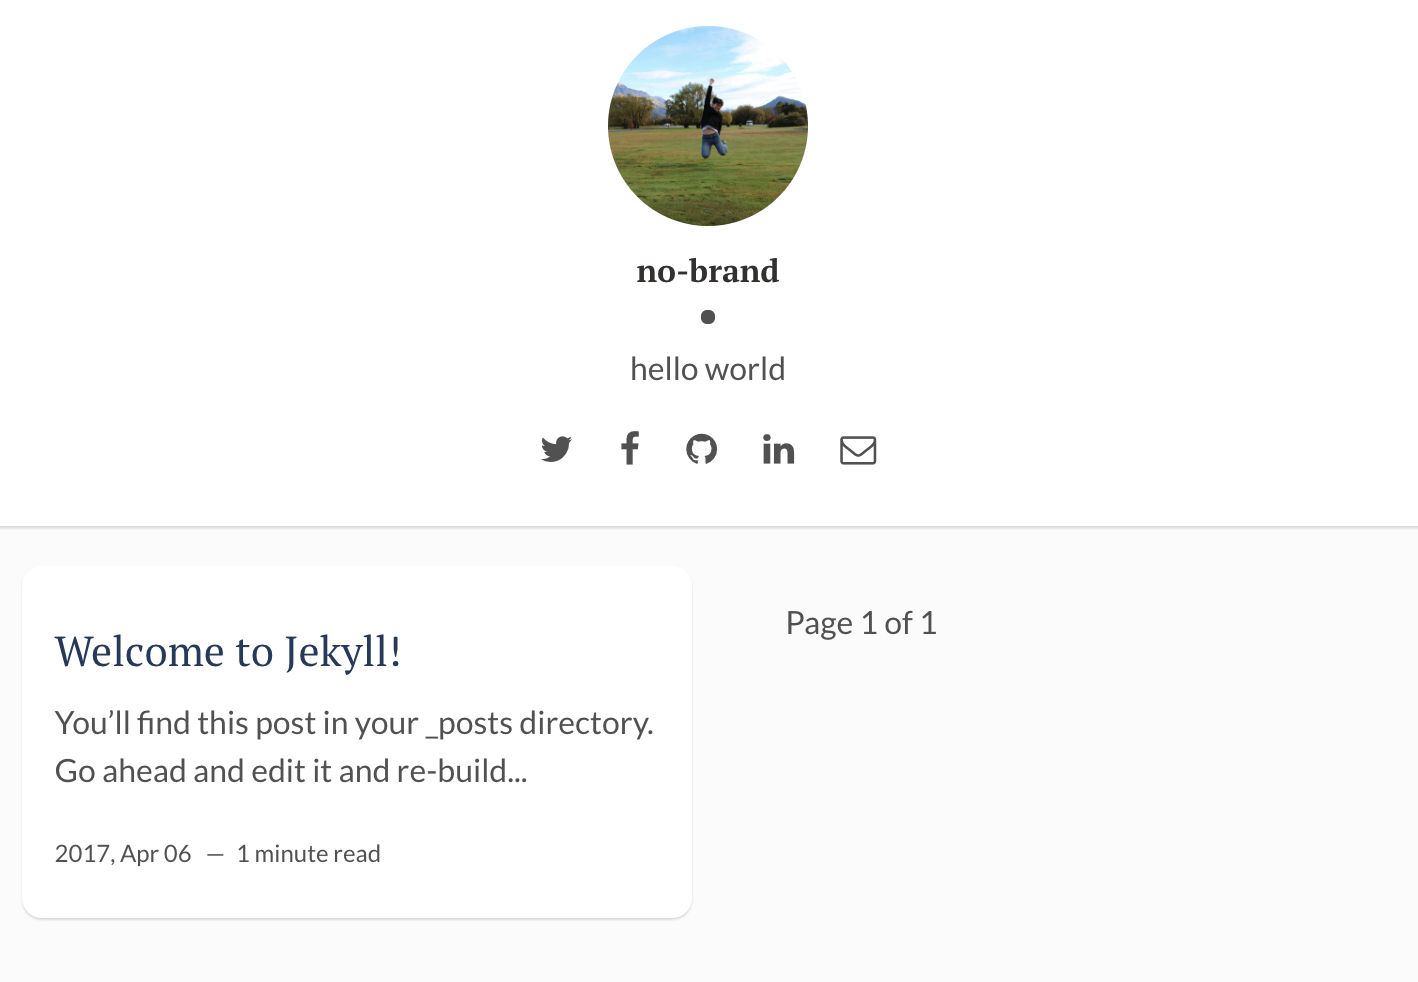 no-brand
hello world
Welcome to Jekyll!
You’ll find this post in your _posts directory.
Go ahead and edit it and re-build...
2017, Apr 06 — 1 minute read
Page 1 of 1